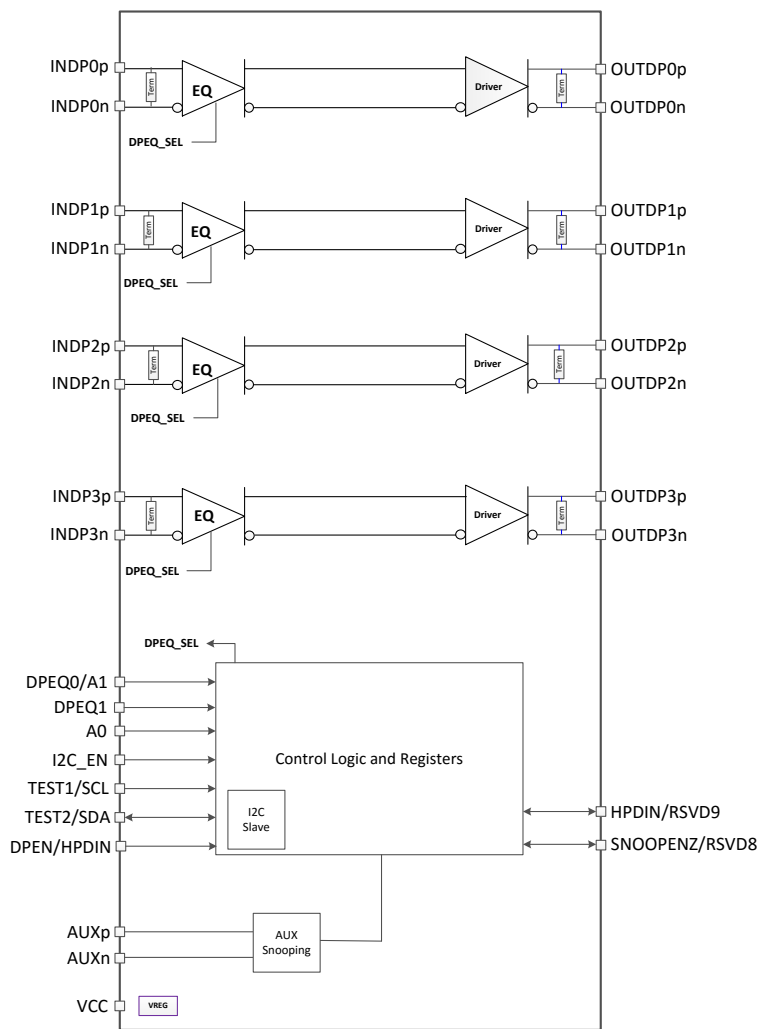 INDP0p
Term
EQ
Driver
Term
OUTDP0p
INDP0n
OUTDP0n
DPEQ_SEL
INDP1p
Term
EQ
Driver
Term
OUTDP1p
INDP1n
OUTDP1n
DPEQ_SEL
INDP2p
Term
EQ
Driver
Term
OUTDP2p
INDP2n
OUTDP2n
DPEQ_SEL
INDP3p
Term
EQ
Driver
Term
OUTDP3p
INDP3n
OUTDP3n
DPEQ_SEL
DPEQ_SEL
DPEQ0/A1
DPEQ1
A0
I2C_EN
TEST1/SCL
TEST2/SDA
DPEN/HPDIN
Control Logic and Registers
I2C
Slave
HPDIN/RSVD9
SNOOPENZ/RSVD8
AUXp
AUXn
AUX
Snooping
VCC
VREG